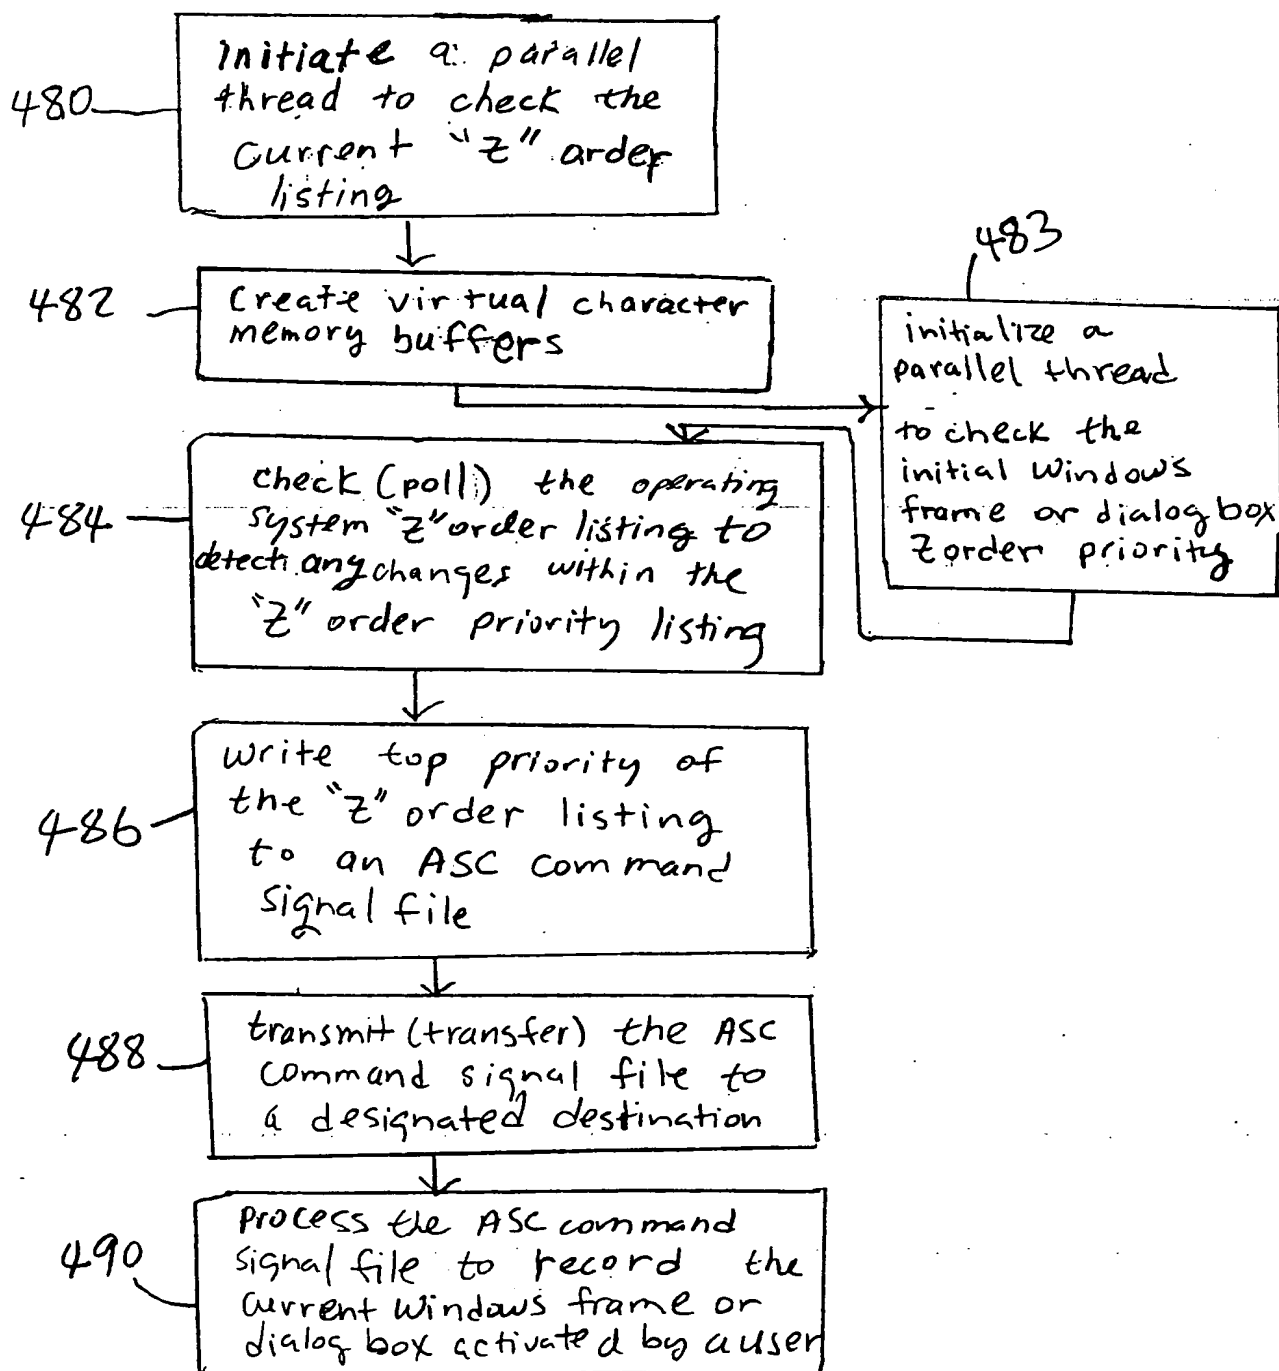 480
initiate a parallel
thread to check the
current "Z" order
listing
482
Create virtual character
memory buffers
483
initialize a
parallel thread
to check the
initial Windows
frame or dialog box
Z order priority
484
check (poll) the operating
system "Z" order listing to
detect any changes within the
"Z" order priority listing
486
write top priority of
the "Z" order listing
to an ASC command
signal file
488
transmit (transfer) the ASC
command signal file to
a designated destination
490
process the ASC command
signal file to record the
current windows frame or
dialog box activated by a user